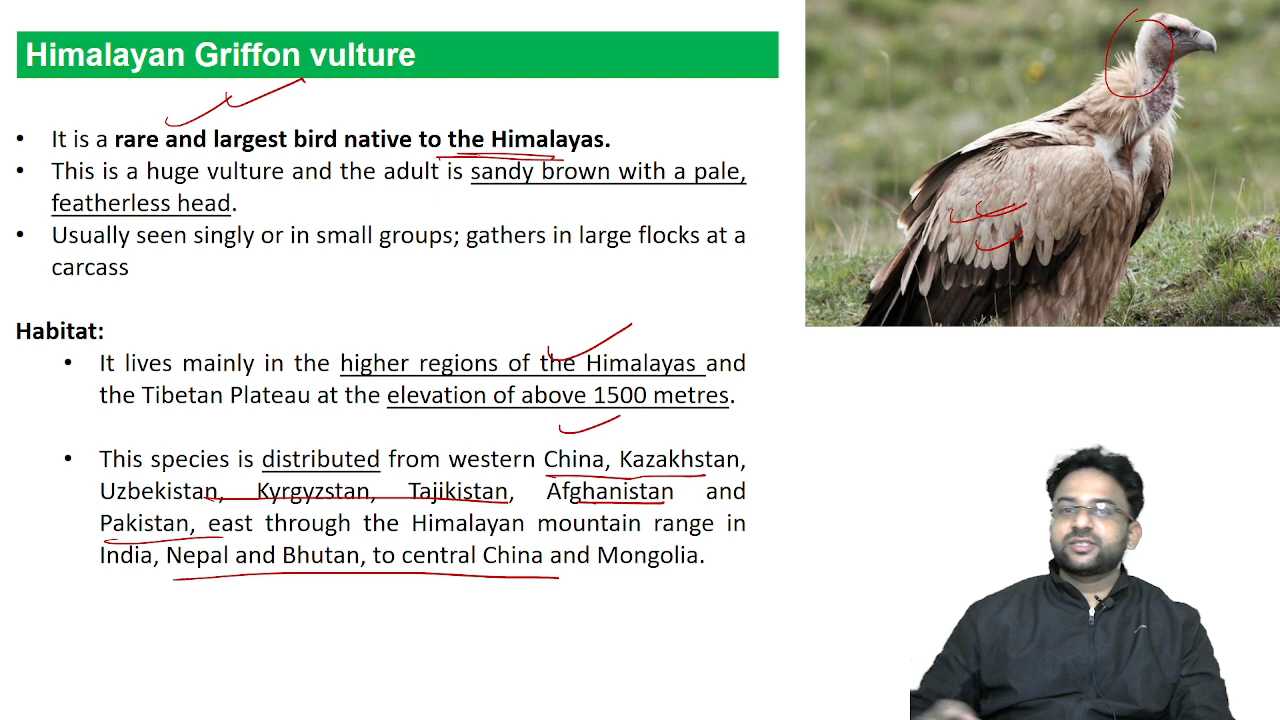 Himalayan Griffon vulture
• It is a rare and largest bird native to the Himalayas.
• This is a huge vulture and the adult is sandy brown with a pale,
featherless head.
• Usually seen singly or in small groups; gathers in large flocks at a
carcass
Habitat:
• It lives mainly in the higher regions of the Himalayas and
the Tibetan Plateau at the elevation of above 1500 metres.
• This species is distributed from western China, Kazakhstan,
Uzbekistan, Kyrgyzstan, Tajikistan, Afghanistan and
Pakistan, east through the Himalayan mountain range in
India, Nepal and Bhutan, to central China and Mongolia.